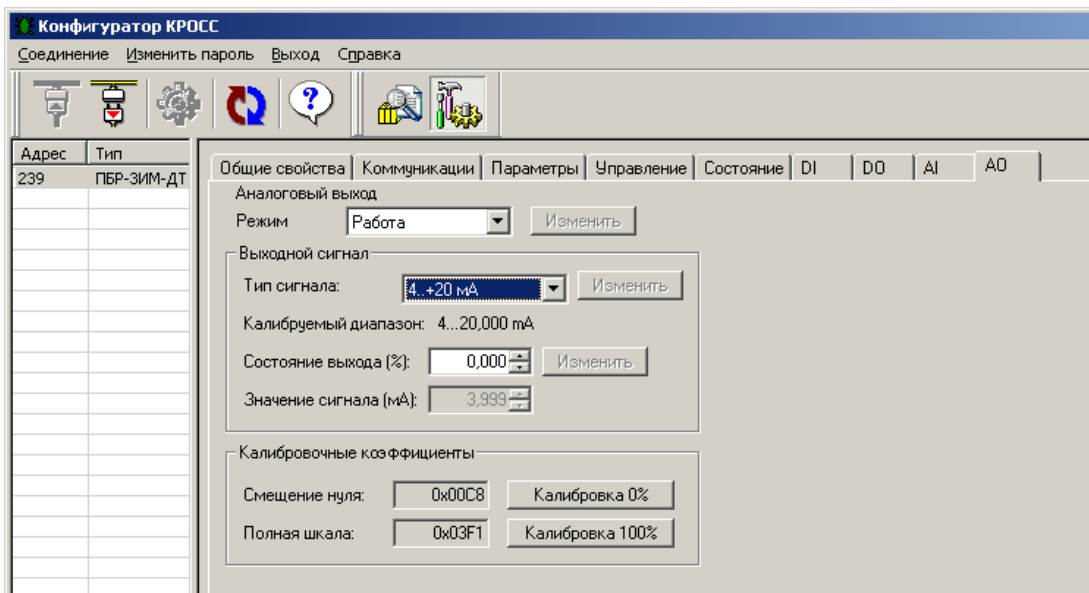 Конфигуратор КРОСС
Соединение Изменить пароль Выход Справка
Адрес Тип
239 ПБР-ЗИМ-ДТ
Общие свойства Коммуникации Параметры Управление Состояние DI DO AI AO
Аналоговый выход
Режим Работа Изменить
Выходной сигнал
Тип сигнала: 4..+20 мА Изменить
Калибруемый диапазон: 4...20,000 mA
Состояние выхода (%): 0,000 Изменить
Значение сигнала (мА): 3,999
Калибровочные коэффициенты
Смещение нуля: 0x00C8 Калибровка 0%
Полная шкала: 0x03F1 Калибровка 100%